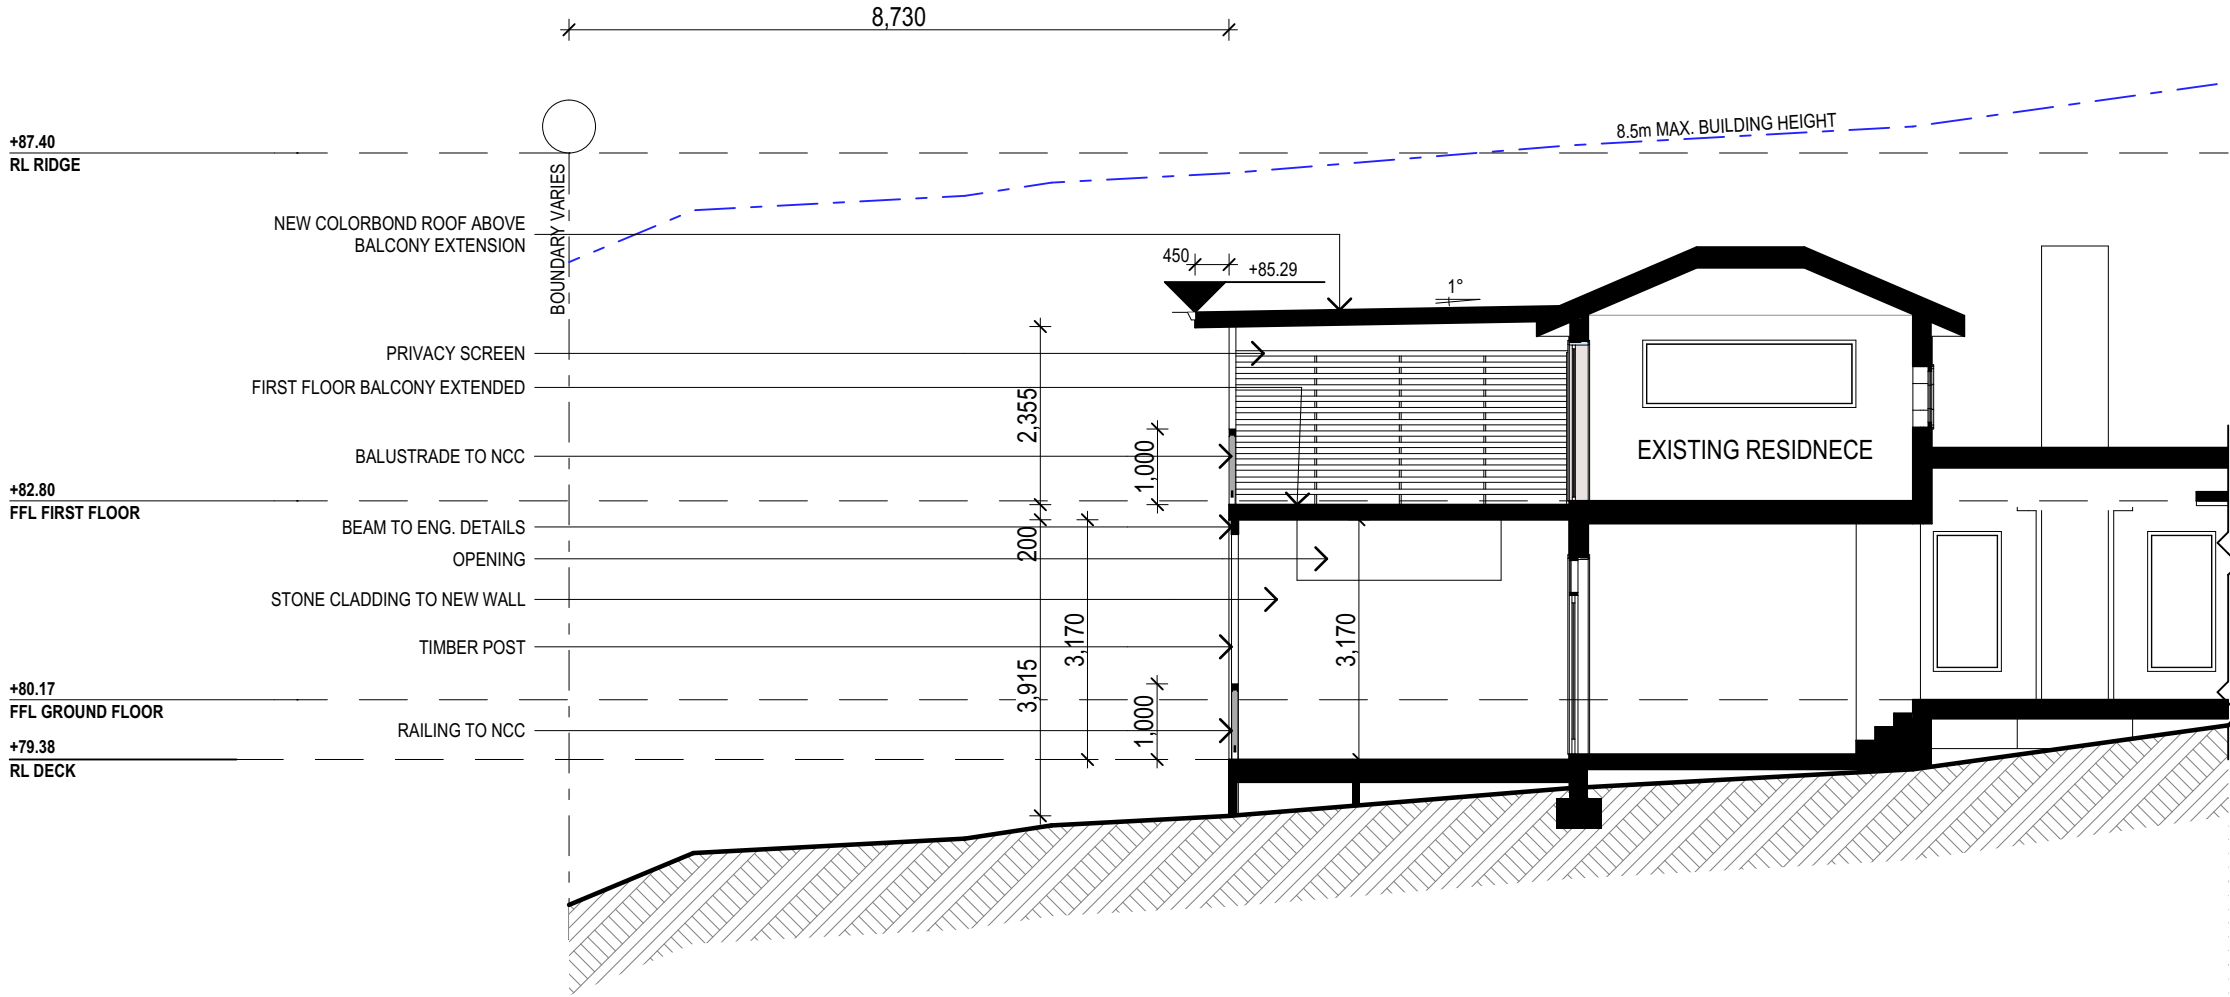 8,730
8.5m MAX. BUILDING HEIGHT
+87.40
RL RIDGE
BOUNDARY VARIES
NEW COLORBOND ROOF ABOVE
BALCONY EXTENSION
450
+85.29
1°
PRIVACY SCREEN
FIRST FLOOR BALCONY EXTENDED
2,355
1,000
BALUSTRADE TO NCC
EXISTING RESIDNECE
+82.80
FFL FIRST FLOOR
BEAM TO ENG. DETAILS
200
OPENING
STONE CLADDING TO NEW WALL
TIMBER POST
3,170
3,170
3,915
+80.17
FFL GROUND FLOOR
1,000
RAILING TO NCC
+79.38
RL DECK